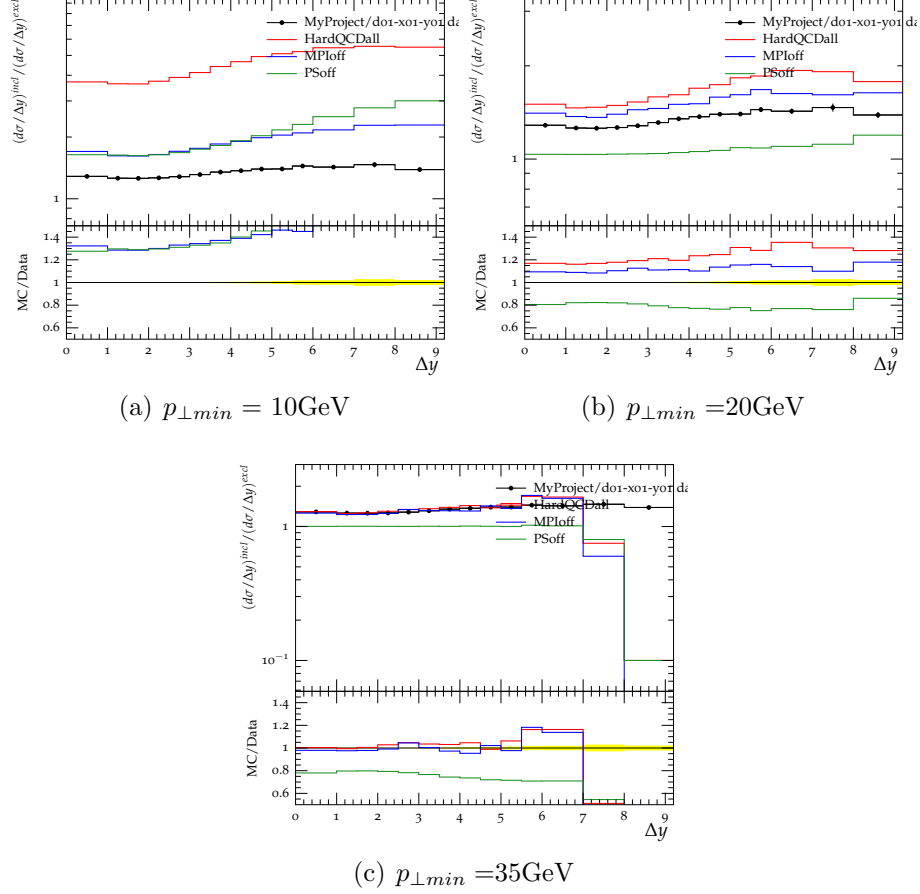 (dσ/Δy)^incl/(dσ/Δy)^excl
MyProject/d01-x01-y01 da
HardQCDall
MPIoff
PSoff
1
MC/Data
1.4
1.2
1
0.8
0.6
0 1 2 3 4 5 6 7 8 9
Δy
(a) p⊥min = 10GeV
(dσ/Δy)^incl/(dσ/Δy)^excl
MyProject/d01-x01-y01 da
HardQCDall
MPIoff
PSoff
1
MC/Data
1.4
1.2
1
0.8
0.6
0 1 2 3 4 5 6 7 8 9
Δy
(b) p⊥min =20GeV
(dσ/Δy)^incl/(dσ/Δy)^excl
MyProject/d01-x01-y01 da
HardQCDall
MPIoff
PSoff
1
10^−1
MC/Data
1.4
1.2
1
0.8
0.6
0 1 2 3 4 5 6 7 8 9
Δy
(c) p⊥min =35GeV